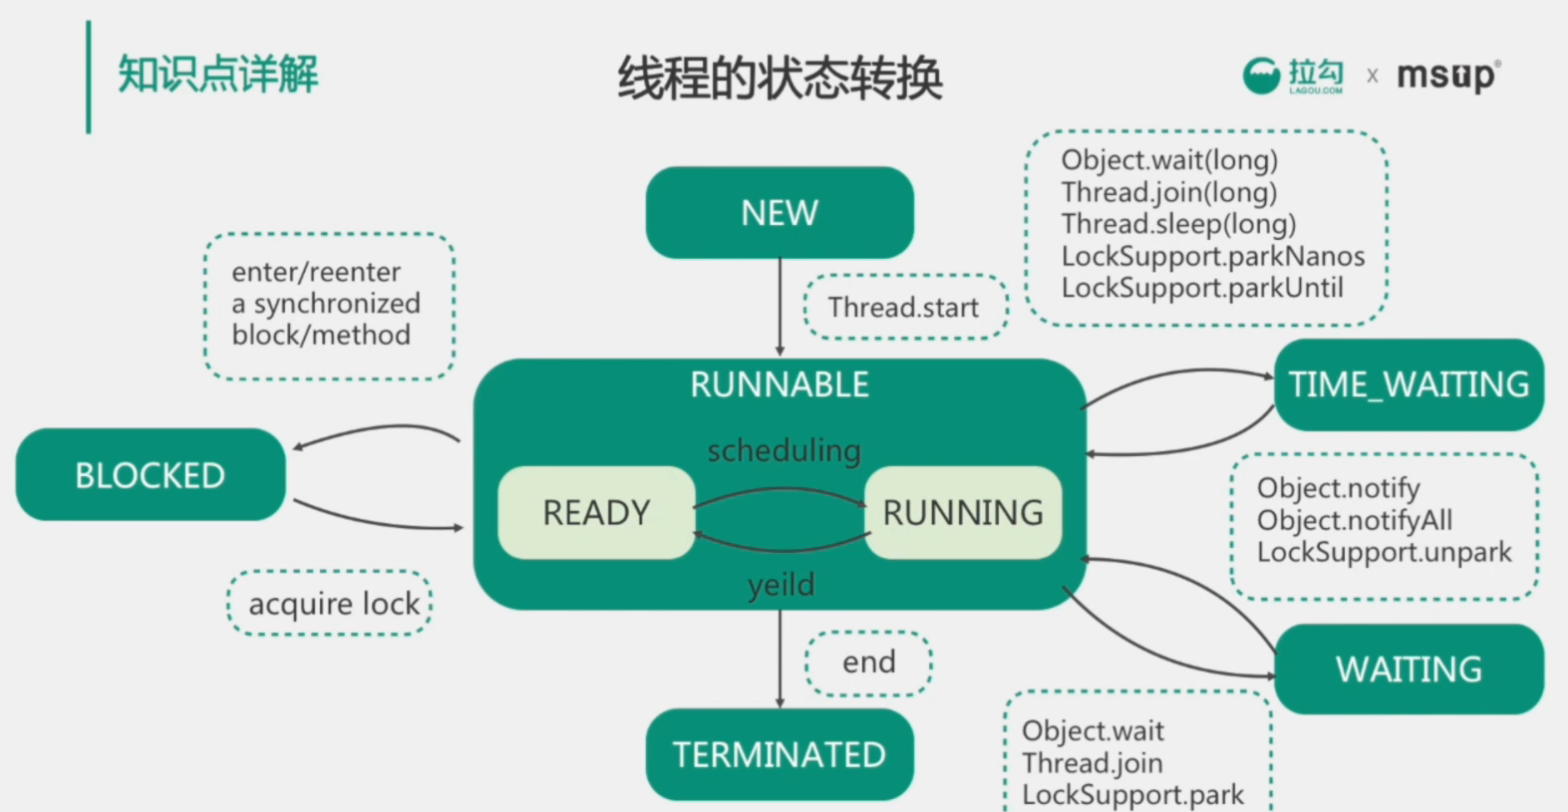 知识点详解
线程的状态转换
拉勾
LAGOU.COM
x
msup®
NEW
Thread.start
Object.wait(long)
Thread.join(long)
Thread.sleep(long)
LockSupport.parkNanos
LockSupport.parkUntil
enter/reenter
a synchronized
block/method
RUNNABLE
TIME_WAITING
scheduling
BLOCKED
READY
RUNNING
yeild
Object.notify
Object.notifyAll
LockSupport.unpark
acquire lock
end
WAITING
TERMINATED
Object.wait
Thread.join
LockSupport.park